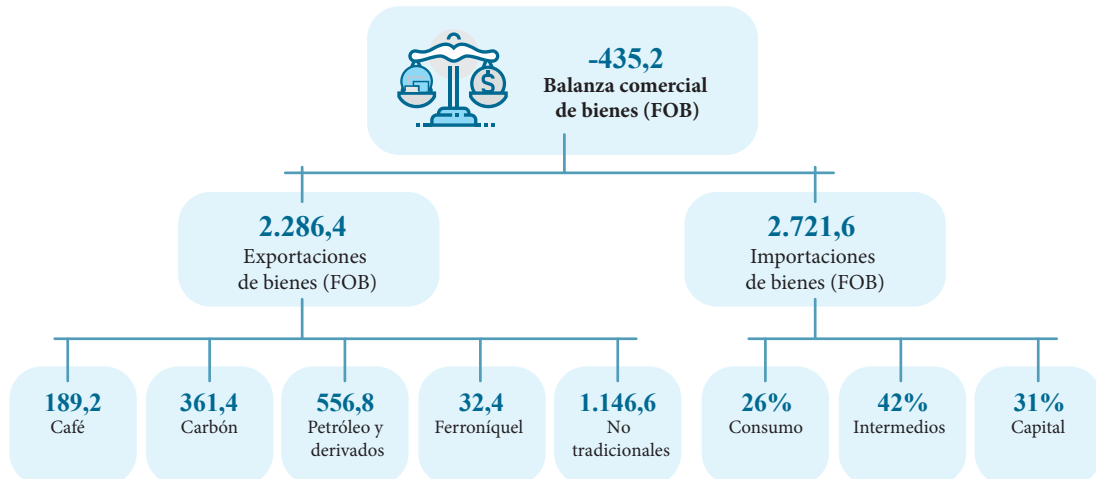 -435,2
Balanza comercial
de bienes (FOB)
$
2.286,4
Exportaciones
de bienes (FOB)
2.721,6
Importaciones
de bienes (FOB)
189,2
Café
361,4
Carbón
556,8
Petróleo y
derivados
32,4
Ferroníquel
1.146,6
No
tradicionales
26%
Consumo
42%
Intermedios
31%
Capital